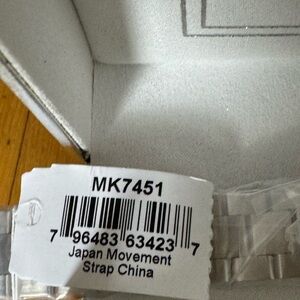 MK7451
7 96483 63423 7
Japan Movement
Strap China